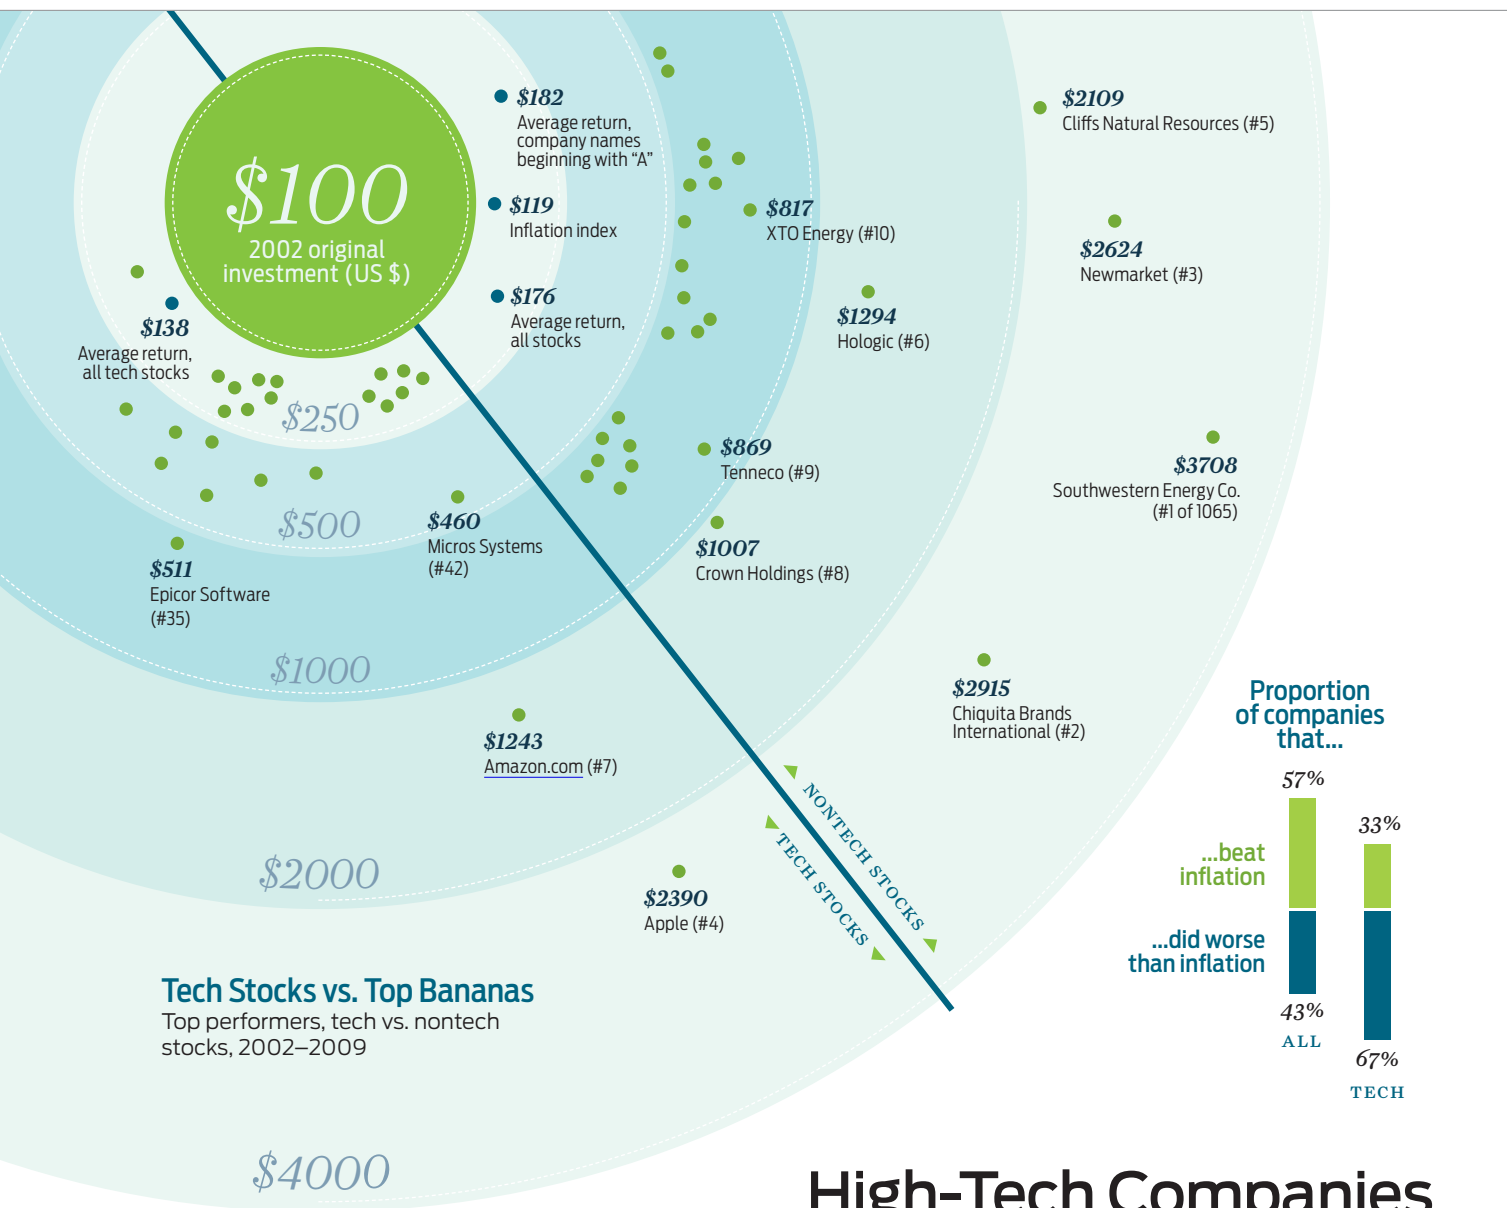 $100
2002 original
investment (US $)
$182
Average return,
company names
beginning with “A”
$119
Inflation index
$176
Average return,
all stocks
$138
Average return,
all tech stocks
$2109
Cliffs Natural Resources (#5)
$817
XTO Energy (#10)
$2624
Newmarket (#3)
$1294
Hologic (#6)
$250
$869
Tenneco (#9)
$3708
Southwestern Energy Co.
(#1 of 1065)
$500
$460
Micros Systems
(#42)
$511
Epicor Software
(#35)
$1007
Crown Holdings (#8)
$1000
$2915
Chiquita Brands
International (#2)
$1243
Amazon.com (#7)
NONTECH STOCKS
TECH STOCKS
$2000
$2390
Apple (#4)
Proportion
of companies
that...
57%
33%
...beat
inflation
...did worse
than inflation
43%
ALL
67%
TECH
Tech Stocks vs. Top Bananas
Top performers, tech vs. nontech
stocks, 2002–2009
$4000
High-Tech Companies